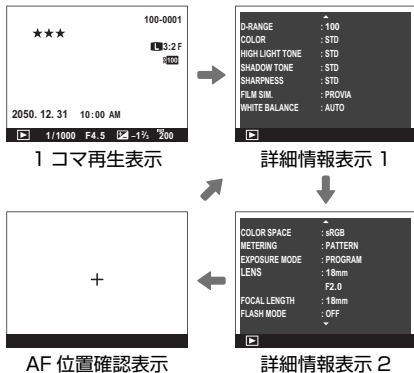 100-0001
★★★
L 3:2 F
100
2050. 12. 31 10:00 AM
1/1000 F4.5 -1⅔ ISO 200
1 コマ再生表示
D-RANGE : 100
COLOR : STD
HIGH LIGHT TONE : STD
SHADOW TONE : STD
SHARPNESS : STD
FILM SIM. : PROVIA
WHITE BALANCE : AUTO
詳細情報表示 1
COLOR SPACE : sRGB
METERING : PATTERN
EXPOSURE MODE : PROGRAM
LENS : 18mm
F2.0
FOCAL LENGTH : 18mm
FLASH MODE : OFF
詳細情報表示 2
AF 位置確認表示